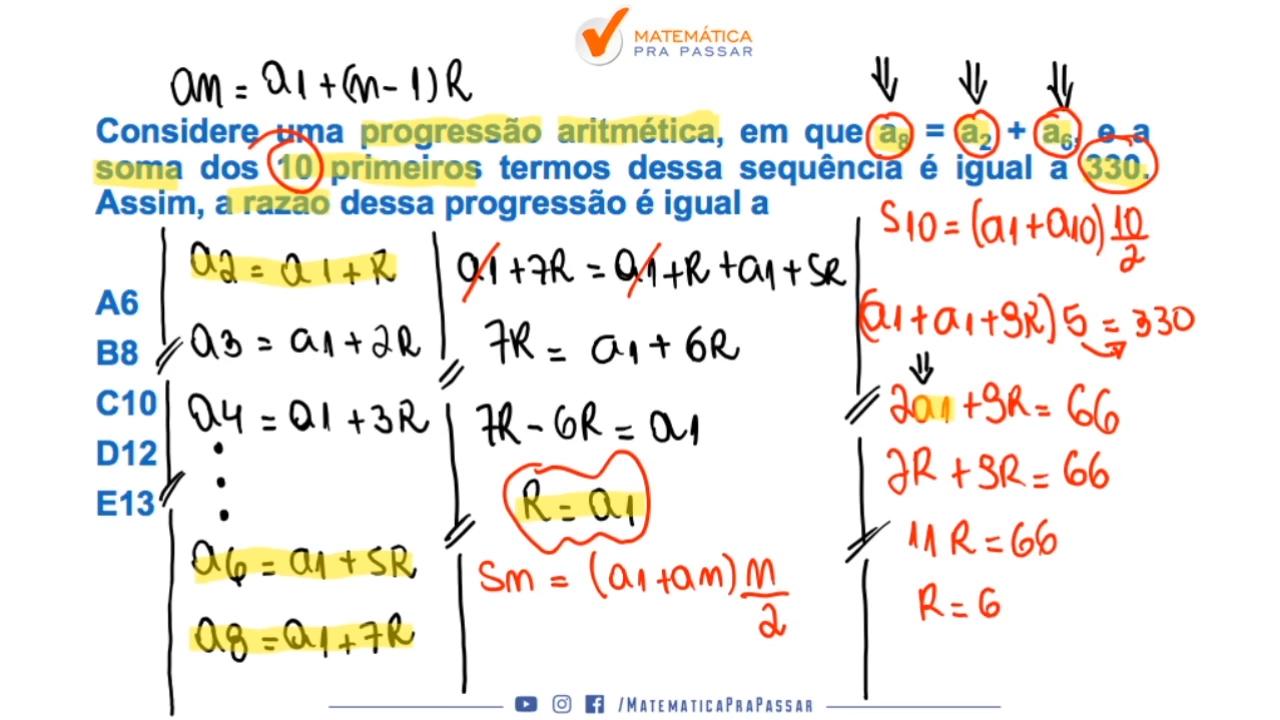 MATEMÁTICA
PRA PASSAR
an = a1 + (n - 1) R
Considere uma progressão aritmética, em que a₈ = a₂ + a₆, e a
soma dos 10 primeiros termos dessa sequência é igual a 330.
Assim, a razão dessa progressão é igual a
A6
B8
C10
D12
E13
a2 = a1 + R
a3 = a1 + 2R
a4 = a1 + 3R
a6 = a1 + 5R
a8 = a1 + 7R
a1 + 7R = a1 + R + a1 + 5R
7R = a1 + 6R
7R - 6R = a1
R = a1
Sn = (a1 + an) n/2
S10 = (a1 + a10) 10/2
(a1 + a1 + 9R) 5 = 330
2a1 + 9R = 66
2R + 9R = 66
11R = 66
R = 6
/MATEMATICAPRAPASSAR